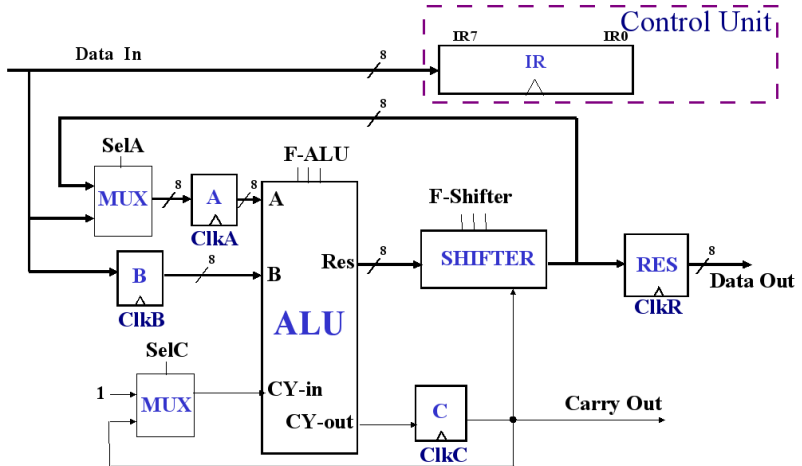 Control Unit
IR7
IR0
Data In
8
IR
8
SelA
F-ALU
MUX
8
A
8
A
ClkA
F-Shifter
B
8
B
Res
8
SHIFTER
RES
8
Data Out
ClkB
ClkR
ALU
SelC
1
MUX
CY-in
CY-out
C
Carry Out
ClkC